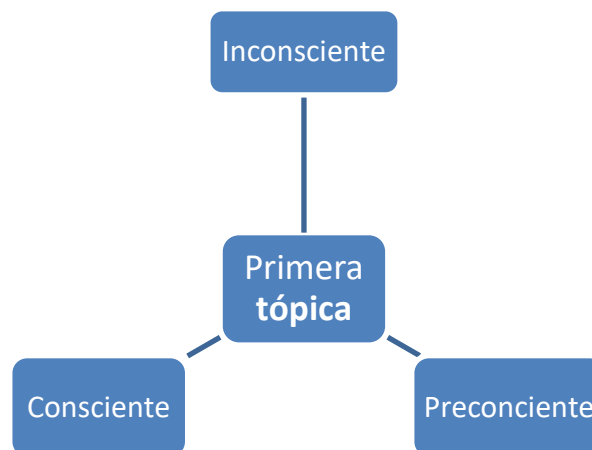 Inconsciente
Primera
tópica
Consciente
Preconciente